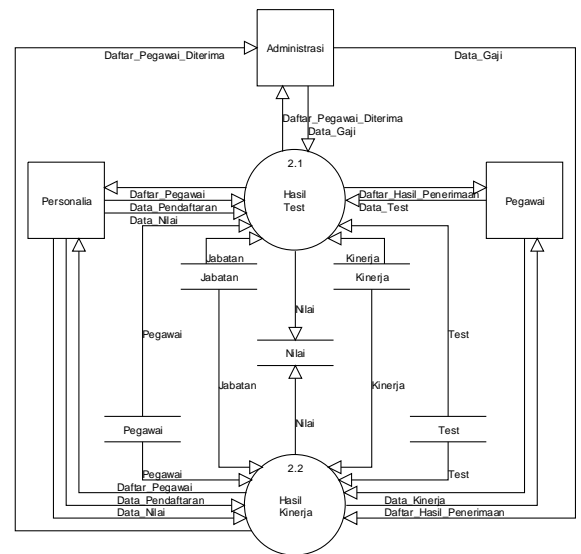 Administrasi
Daftar_Pegawai_Diterima
Data_Gaji
Daftar_Pegawai_Diterima
Data_Gaji
2.1
Hasil
Test
Personalia
Daftar_Pegawai
Data_Pendaftaran
Data_Nilai
Daftar_Hasil_Penerimaan
Data_Test
Pegawai
Jabatan
Jabatan
Kinerja
Kinerja
Nilai
Pegawai
Test
Nilai
Jabatan
Kinerja
Pegawai
Nilai
Test
Pegawai
Test
2.2
Hasil
Kinerja
Daftar_Pegawai
Data_Pendaftaran
Data_Nilai
Data_Kinerja
Daftar_Hasil_Penerimaan